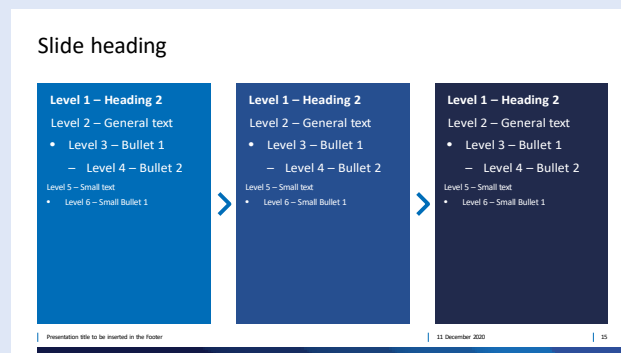 Slide heading
Level 1 – Heading 2
Level 2 – General text
• Level 3 – Bullet 1
– Level 4 – Bullet 2
Level 5 – Small text
• Level 6 – Small Bullet 1
Level 1 – Heading 2
Level 2 – General text
• Level 3 – Bullet 1
– Level 4 – Bullet 2
Level 5 – Small text
• Level 6 – Small Bullet 1
Level 1 – Heading 2
Level 2 – General text
• Level 3 – Bullet 1
– Level 4 – Bullet 2
Level 5 – Small text
• Level 6 – Small Bullet 1
Presentation title to be inserted in the Footer
11 December 2020
15